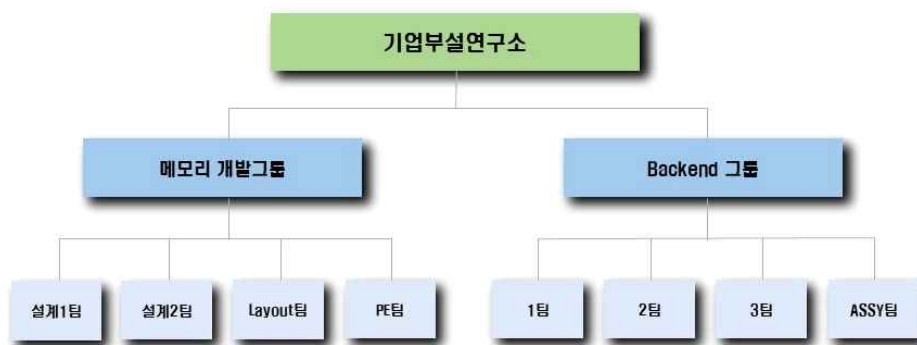 기업부설연구소
메모리 개발그룹
Backend 그룹
설계1팀
설계2팀
Layout팀
PE팀
1팀
2팀
3팀
ASSY팀